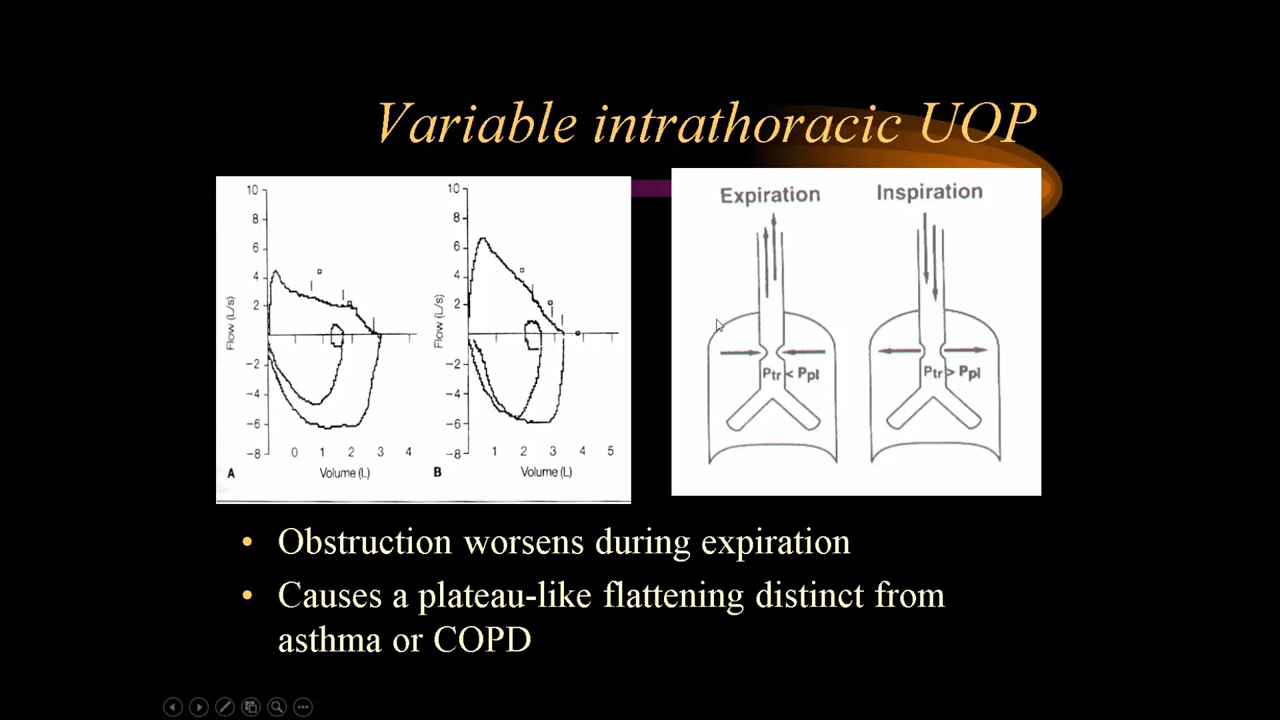 Variable intrathoracic UOP
10
8
6
4
2
−2
−4
−6
−8
Flow (L/s)
0 1 2 3 4
A Volume (L)
10
8
6
4
2
−2
−4
−6
−8
Flow (L/s)
1 2 3 4 5
B Volume (L)
Expiration Inspiration
Ptr < Ppl Ptr > Ppl
• Obstruction worsens during expiration
• Causes a plateau-like flattening distinct from
asthma or COPD